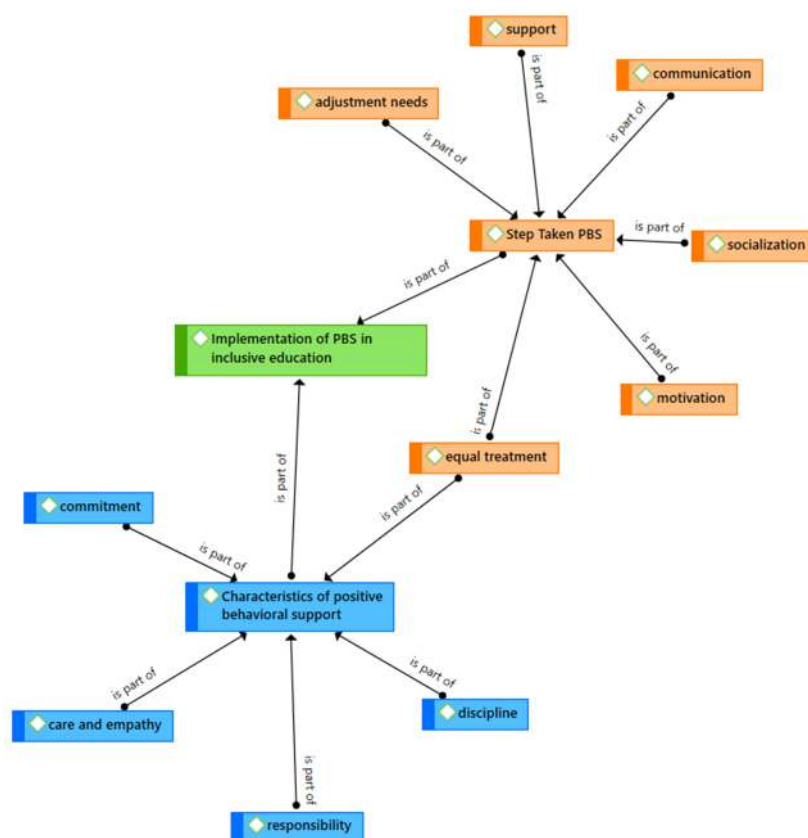 support
communication
is part of
adjustment needs
is part of
is part of
Step Taken PBS
is part of
socialization
is part of
Implementation of PBS in
inclusive education
is part of
motivation
is part of
equal treatment
is part of
is part of
commitment
is part of
Characteristics of positive
behavioral support
is part of
is part of
care and empathy
discipline
is part of
responsibility